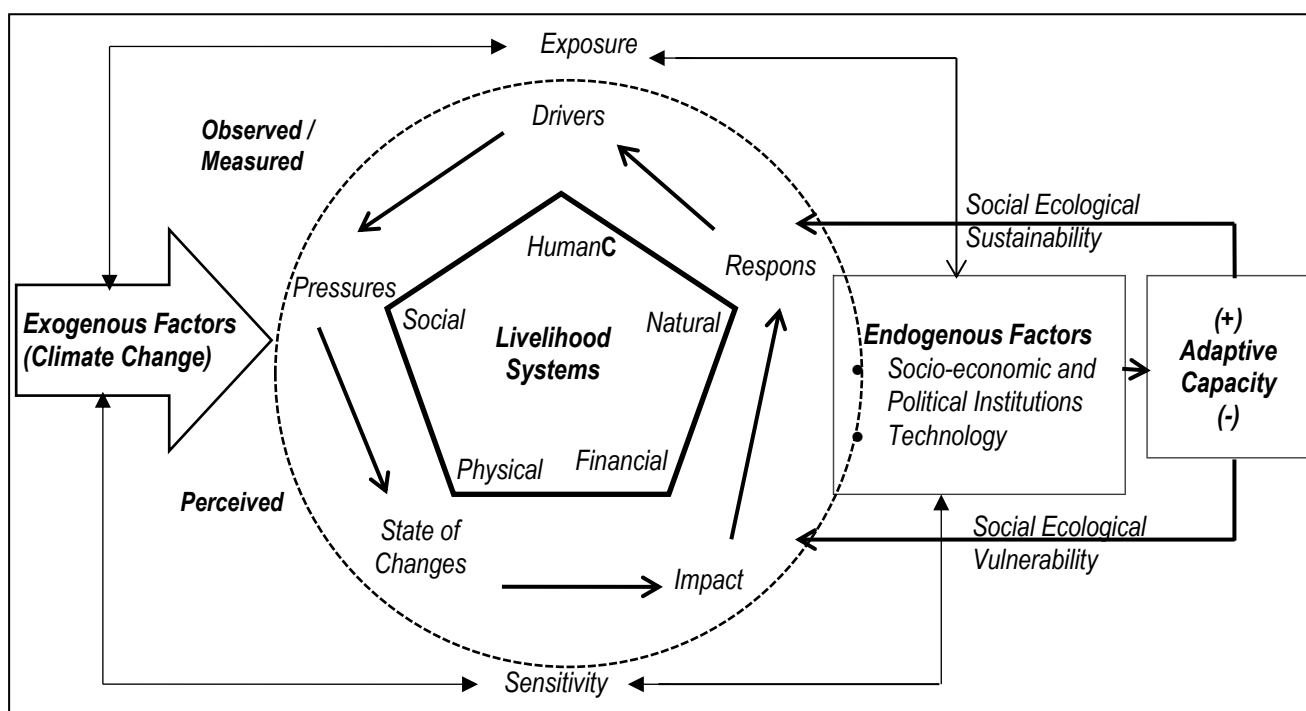 Exposure
Drivers
Observed /
Measured
Social Ecological
Sustainability
HumanC
Respons
Pressures
Social
Natural
Livelihood
Systems
Exogenous Factors
(Climate Change)
Endogenous Factors
• Socio-economic and
Political Institutions
• Technology
(+)
Adaptive
Capacity
(-)
Physical
Financial
Perceived
State of
Changes
Impact
Social Ecological
Vulnerability
Sensitivity